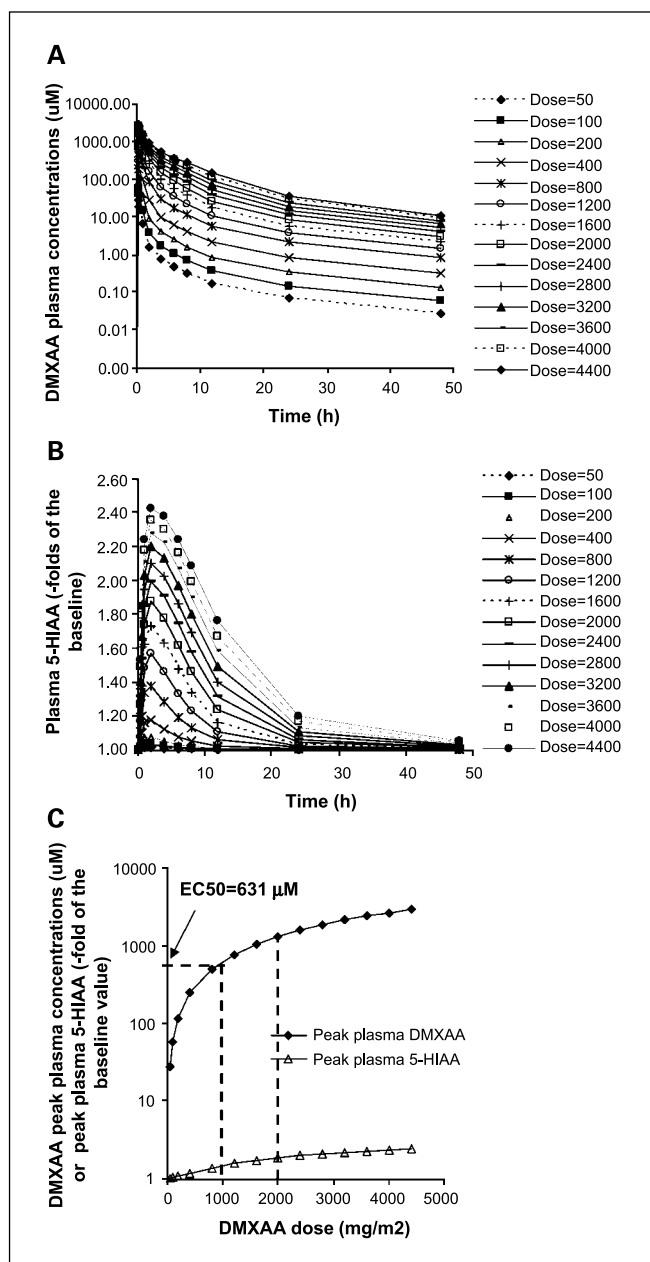 A
DMXAA plasma concentrations (uM)
10000.00
1000.00
100.00
10.00
1.00
0.10
0.01
0.00
0
10
20
30
40
50
Time (h)
Dose=50
Dose=100
Dose=200
Dose=400
Dose=800
Dose=1200
Dose=1600
Dose=2000
Dose=2400
Dose=2800
Dose=3200
Dose=3600
Dose=4000
Dose=4400
B
Plasma 5-HIAA (-folds of the
baseline)
2.60
2.40
2.20
2.00
1.80
1.60
1.40
1.20
1.00
0
10
20
30
40
50
Time (h)
Dose=50
Dose=100
Dose=200
Dose=400
Dose=800
Dose=1200
Dose=1600
Dose=2000
Dose=2400
Dose=2800
Dose=3200
Dose=3600
Dose=4000
Dose=4400
C
DMXAA peak plasma concentrations (uM)
or peak plasma 5-HIAA (-fold of the
baseline value)
10000
1000
100
10
1
EC50=631 μM
Peak plasma DMXAA
Peak plasma 5-HIAA
0
1000
2000
3000
4000
5000
DMXAA dose (mg/m2)